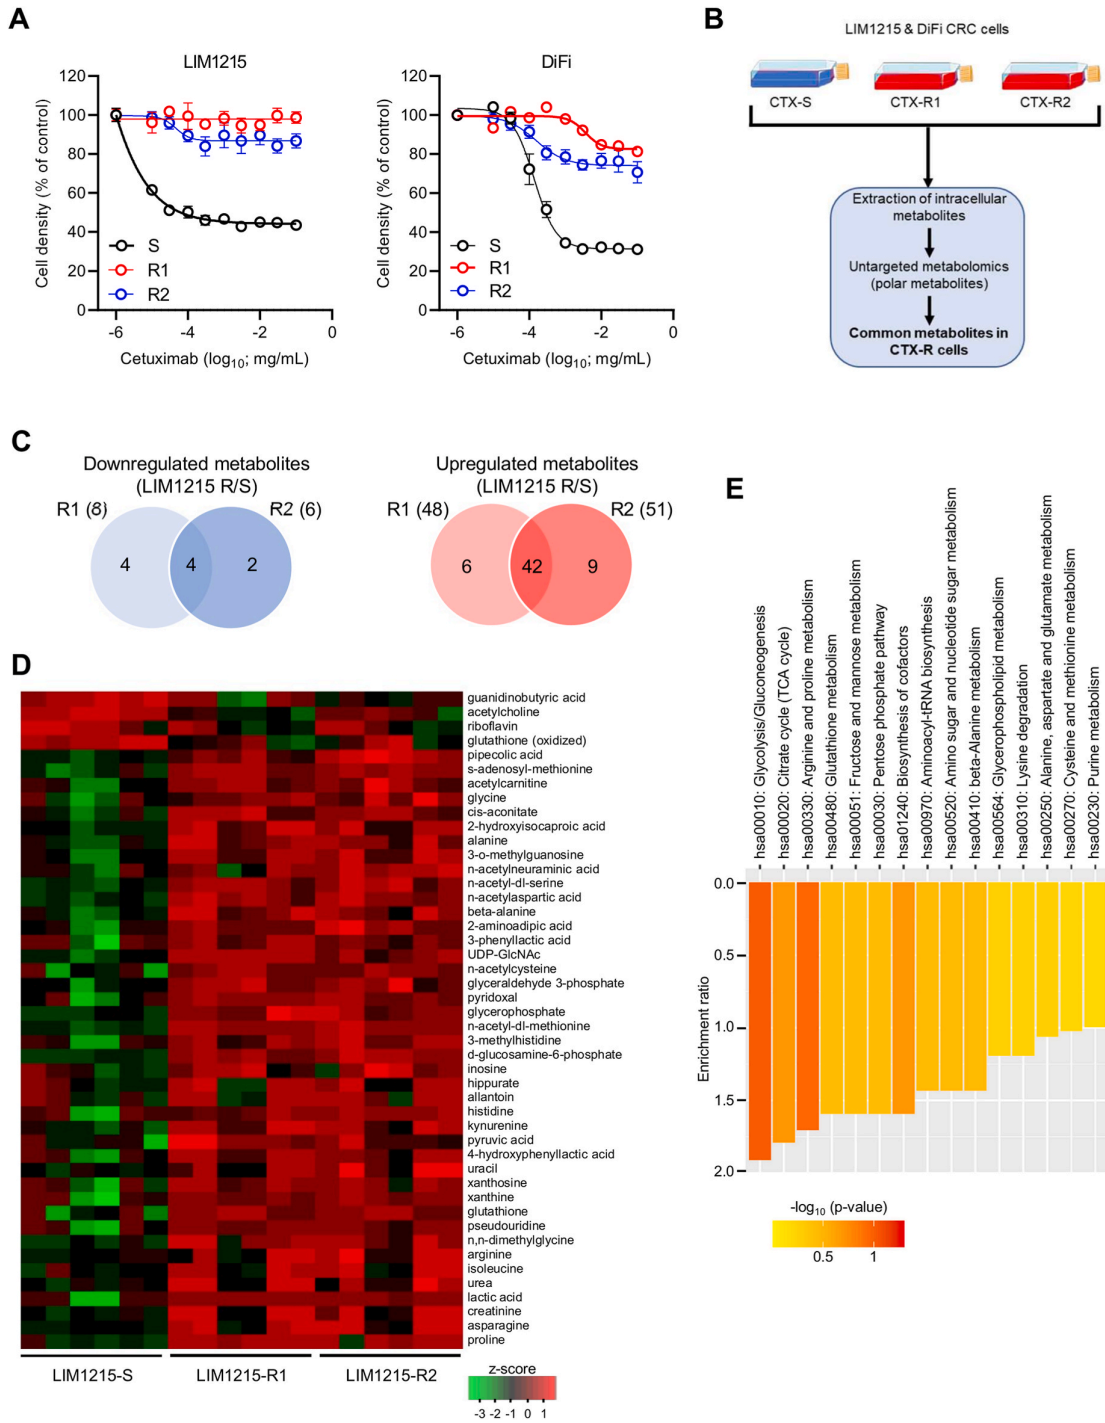 A
LIM1215
120
100
80
60
40
20
0
Cell density (% of control)
S
R1
R2
-6
-4
-2
0
Cetuximab (log10; mg/mL)
DiFi
120
100
80
60
40
20
0
Cell density (% of control)
S
R1
R2
-6
-4
-2
0
Cetuximab (log10; mg/mL)
B
LIM1215 & DiFi CRC cells
CTX-S
CTX-R1
CTX-R2
Extraction of intracellular
metabolites
Untargeted metabolomics
(polar metabolites)
Common metabolites in
CTX-R cells
C
Downregulated metabolites
(LIM1215 R/S)
R1 (8)
R2 (6)
4
4
2
Upregulated metabolites
(LIM1215 R/S)
R1 (48)
R2 (51)
6
42
9
D
guanidinobutyric acid
acetylcholine
riboflavin
glutathione (oxidized)
pipecolic acid
s-adenosyl-methionine
acetylcarnitine
glycine
cis-aconitate
2-hydroxyisocaproic acid
alanine
3-o-methylguanosine
n-acetylneuraminic acid
n-acetyl-dl-serine
n-acetylaspartic acid
beta-alanine
2-aminoadipic acid
3-phenyllactic acid
UDP-GlcNAc
n-acetylcysteine
glyceraldehyde 3-phosphate
pyridoxal
glycerophosphate
n-acetyl-dl-methionine
3-methylhistidine
d-glucosamine-6-phosphate
inosine
hippurate
allantoin
histidine
kynurenine
pyruvic acid
4-hydroxyphenyllactic acid
uracil
xanthosine
xanthine
glutathione
pseudouridine
n,n-dimethylglycine
arginine
isoleucine
urea
lactic acid
creatinine
asparagine
proline
LIM1215-S
LIM1215-R1
LIM1215-R2
z-score
-3 -2 -1 0 1
E
hsa00010: Glycolysis/Gluconeogenesis
hsa00020: Citrate cycle (TCA cycle)
hsa00330: Arginine and proline metabolism
hsa00480: Glutathione metabolism
hsa00051: Fructose and mannose metabolism
hsa00030: Pentose phosphate pathway
hsa01240: Biosynthesis of cofactors
hsa00970: Aminoacyl-tRNA biosynthesis
hsa00520: Amino sugar and nucleotide sugar metabolism
hsa00410: beta-Alanine metabolism
hsa00564: Glycerophospholipid metabolism
hsa00310: Lysine degradation
hsa00250: Alanine, aspartate and glutamate metabolism
hsa00270: Cysteine and methionine metabolism
hsa00230: Purine metabolism
0.0
0.5
1.0
1.5
2.0
Enrichment ratio
-log10 (p-value)
0.5
1